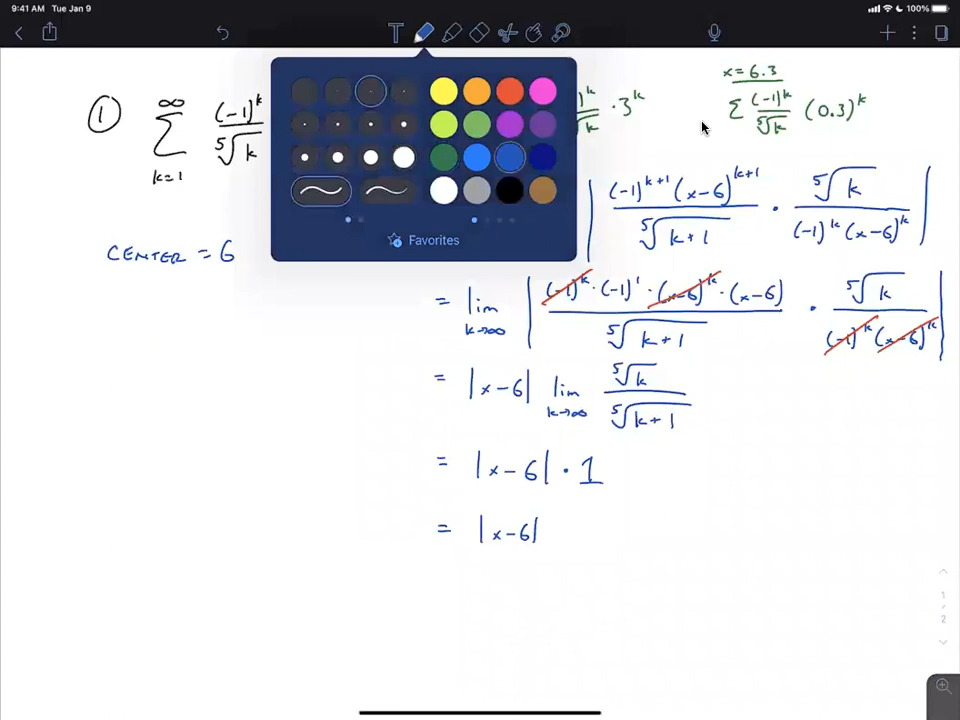 9:41 AM Tue Jan 9 100%
T
x = 6.3
① ∞ Σ k=1 (-1)^k / ⁵√k
^k / √k · 3^k
Σ (-1)^k / ⁵√k (0.3)^k
| (-1)^k+1 (x-6)^k+1 / ⁵√k+1 · ⁵√k / (-1)^k (x-6)^k |
CENTER = 6
Favorites
= lim k→∞ | (-1)^k · (-1)^1 · (x-6)^k · (x-6) / ⁵√k+1 · ⁵√k / (-1)^k (x-6)^k |
= |x-6| lim k→∞ ⁵√k / ⁵√k+1
= |x-6| · 1
= |x-6|
1
/
2